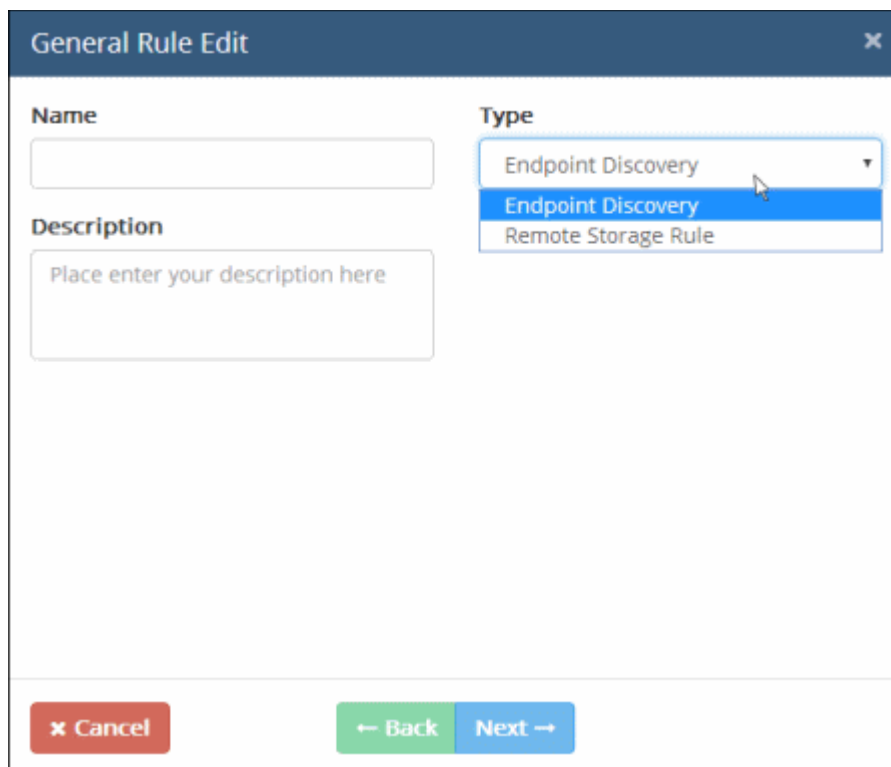 General Rule Edit ×
Name
Type
Endpoint Discovery
Endpoint Discovery
Remote Storage Rule
Description
Place enter your description here
× Cancel
← Back
Next →